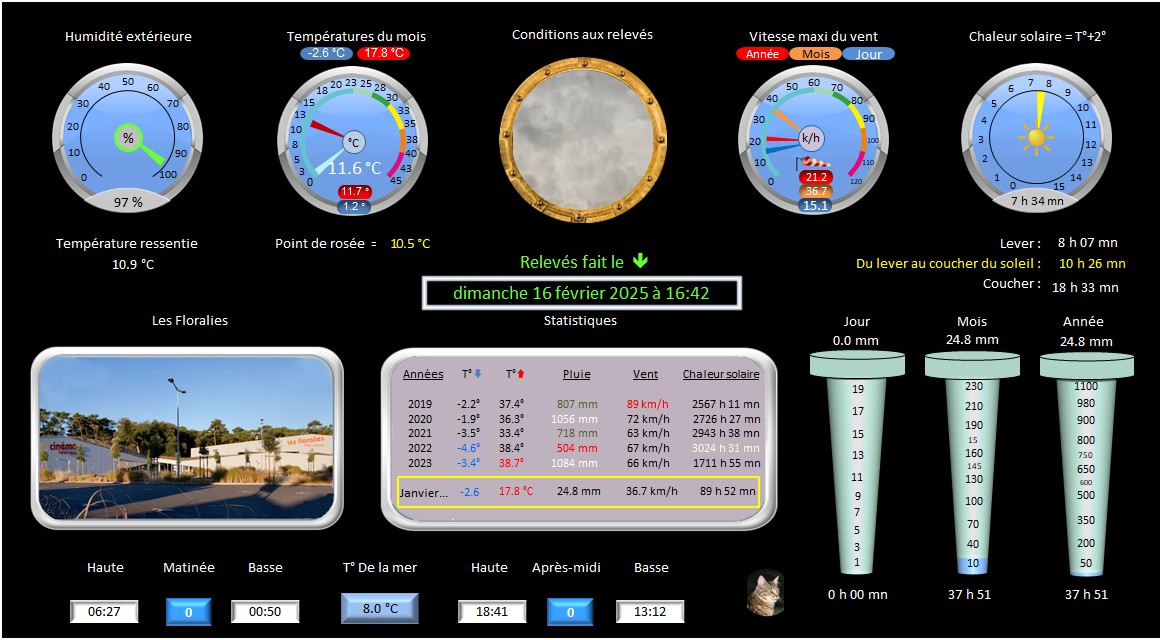 Humidité extérieure
Températures du mois
-2.6 °C 17.8 °C
Conditions aux relevés
Vitesse maxi du vent
Année Mois Jour
Chaleur solaire = T°+2°
0 10 20 30 40 50 60 70 80 90 100
%
97 %
0 3 5 8 10 13 15 18 20 23 25 28 30 33 35 38 40 43 45
°C
11.6 °C
11.7 °
1.2 °
0 10 20 30 40 50 60 70 80 90 100 110 120
k/h
21.2
36.7
15.1
0 1 2 3 4 5 6 7 8 9 10 11 12 13 14 15
7 h 34 mn
Température ressentie
10.9 °C
Point de rosée = 10.5 °C
Relevés fait le
dimanche 16 février 2025 à 16:42
Lever : 8 h 07 mn
Du lever au coucher du soleil : 10 h 26 mn
Coucher : 18 h 33 mn
Les Floralies
cinéma
les floralies
Statistiques
Années T° T° Pluie Vent Chaleur solaire
2019 -2.2° 37.4° 807 mm 89 km/h 2567 h 11 mn
2020 -1.9° 36.3° 1056 mm 72 km/h 2726 h 27 mn
2021 -3.5° 33.4° 718 mm 63 km/h 2943 h 38 mn
2022 -4.6° 38.4° 504 mm 67 km/h 3024 h 31 mn
2023 -3.4° 38.7° 1084 mm 66 km/h 1711 h 55 mn
Janvier... -2.6 17.8 °C 24.8 mm 36.7 km/h 89 h 52 mn
Jour
0.0 mm
19
17
15
13
11
9
7
5
3
1
0 h 00 mn
Mois
24.8 mm
230
210
190
15
160
145
130
100
70
40
10
37 h 51
Année
24.8 mm
1100
980
900
800
750
650
600
500
350
200
50
37 h 51
Haute Matinée Basse
06:27 0 00:50
T° De la mer
8.0 °C
Haute Après-midi Basse
18:41 0 13:12